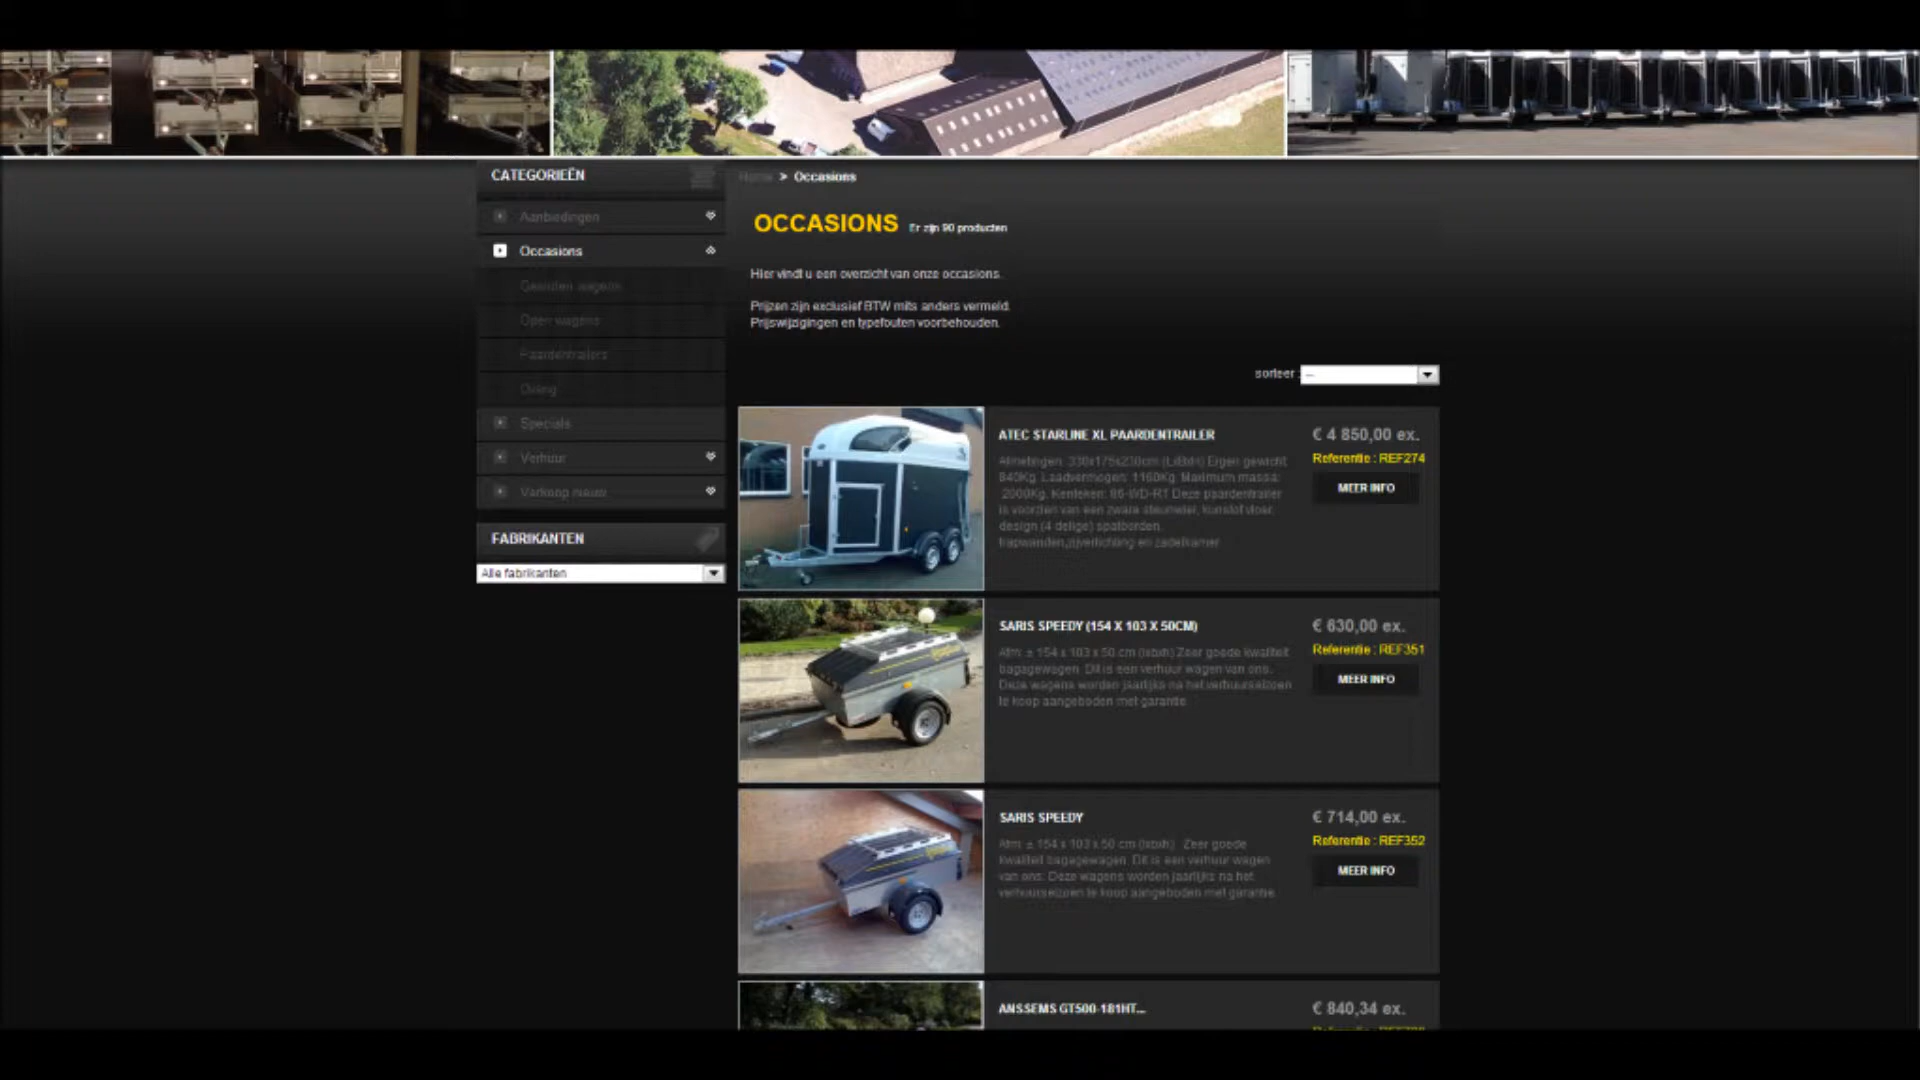 CATEGORIEËN
Aanbiedingen
Occasions
Gesloten wagens
Open wagens
Paardentrailers
Overig
Specials
Verhuur
Verkoop nieuw
FABRIKANTEN
Alle fabrikanten
Home > Occasions
OCCASIONS Er zijn 90 producten
Hier vindt u een overzicht van onze occasions.
Prijzen zijn exclusief BTW mits anders vermeld.
Prijswijzigingen en typefouten voorbehouden.
sorteer : --
ATEC STARLINE XL PAARDENTRAILER
Afmetingen: 330x175x230cm (LxBxH) Eigen gewicht:
840Kg. Laadvermogen: 1160Kg. Maximum massa:
2000Kg. Kenteken: 86-WD-RT Deze paardentrailer
is voorzien van een zware steunwiel, kunstof vloer,
design (4 delige) spatborden,
trapwanden,zijverlichting en zadelkamer
€ 4 850,00 ex.
Referentie : REF274
MEER INFO
SARIS SPEEDY (154 X 103 X 50CM)
Afm: ± 154 x 103 x 50 cm (lxbxh) Zeer goede kwaliteit
bagagewagen. Dit is een verhuur wagen van ons.
Deze wagens worden jaarlijks na het verhuurseizoen
te koop aangeboden met garantie.
€ 630,00 ex.
Referentie : REF351
MEER INFO
SARIS SPEEDY
Afm: ± 154 x 103 x 50 cm (lxbxh) Zeer goede
kwaliteit bagagewagen. Dit is een verhuur wagen
van ons. Deze wagens worden jaarlijks na het
verhuurseizoen te koop aangeboden met garantie.
€ 714,00 ex.
Referentie : REF352
MEER INFO
ANSSEMS GT500-181HT...
€ 840,34 ex.